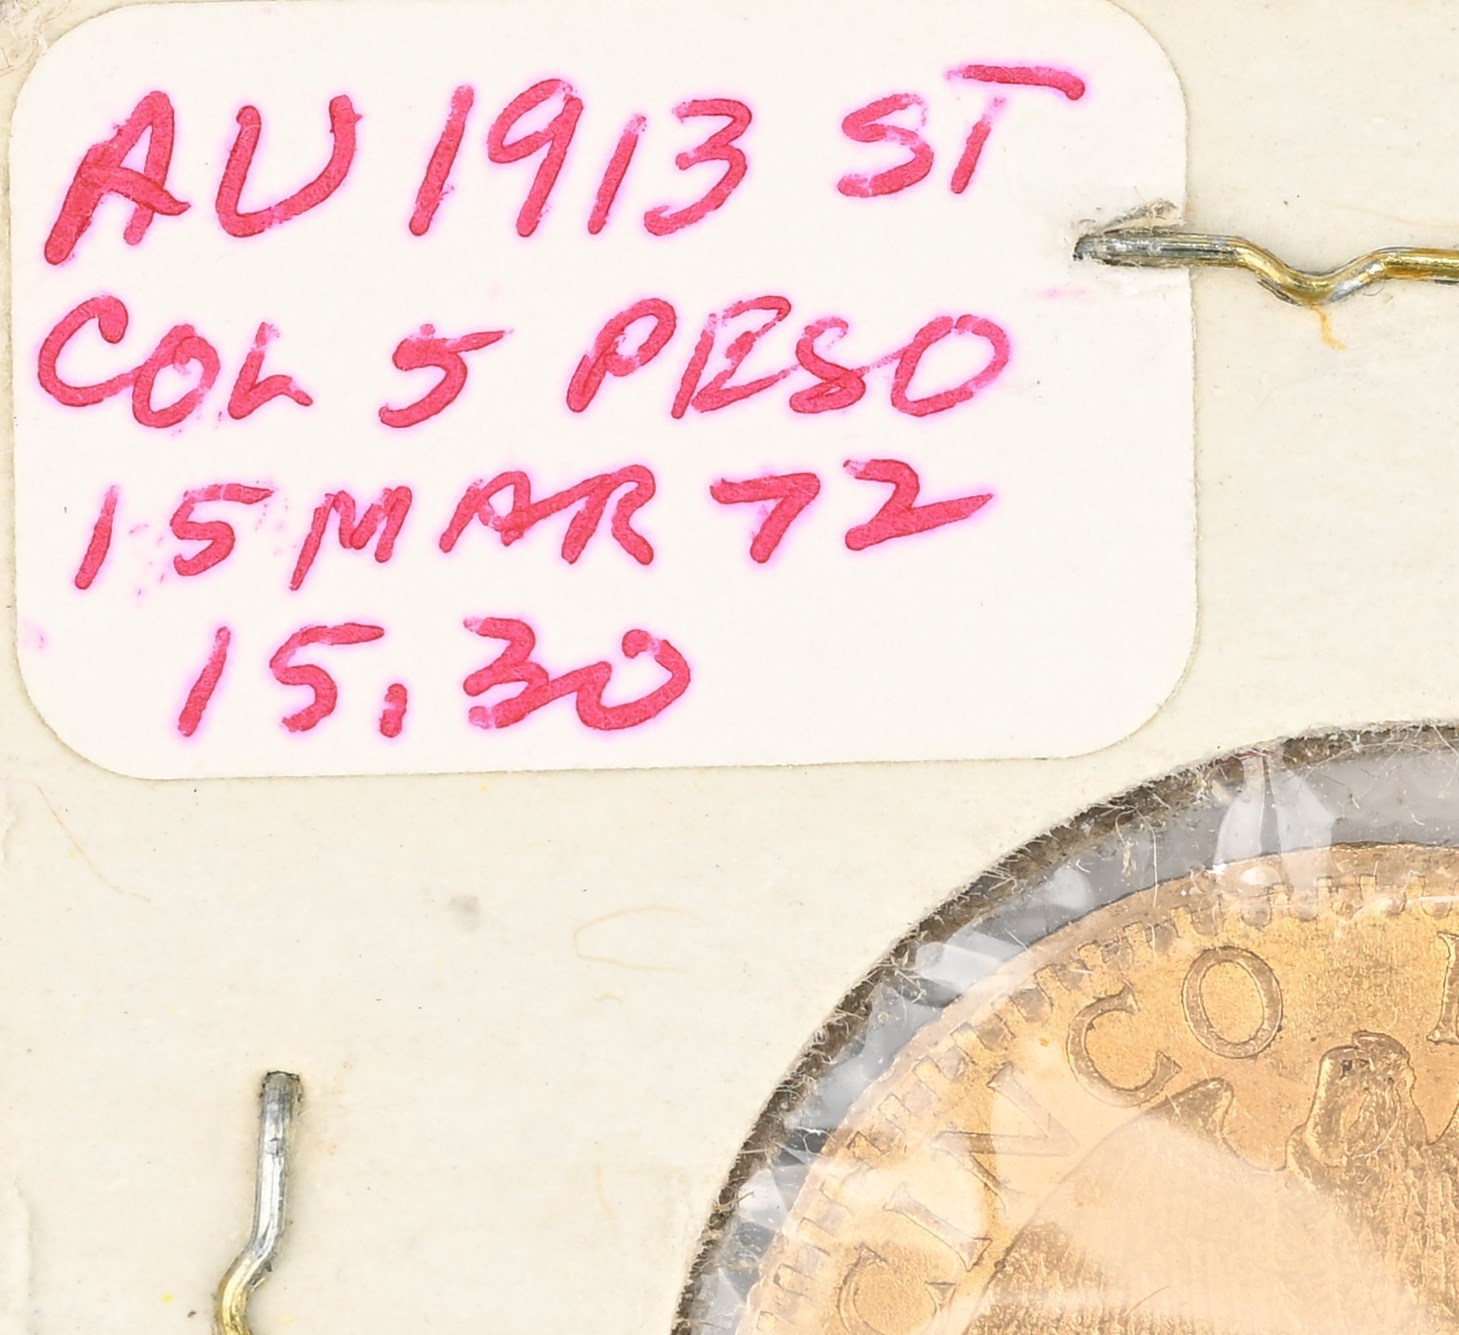 AU 1913 ST
COL 5 PESO
15 MAR 72
15.30
CINCO